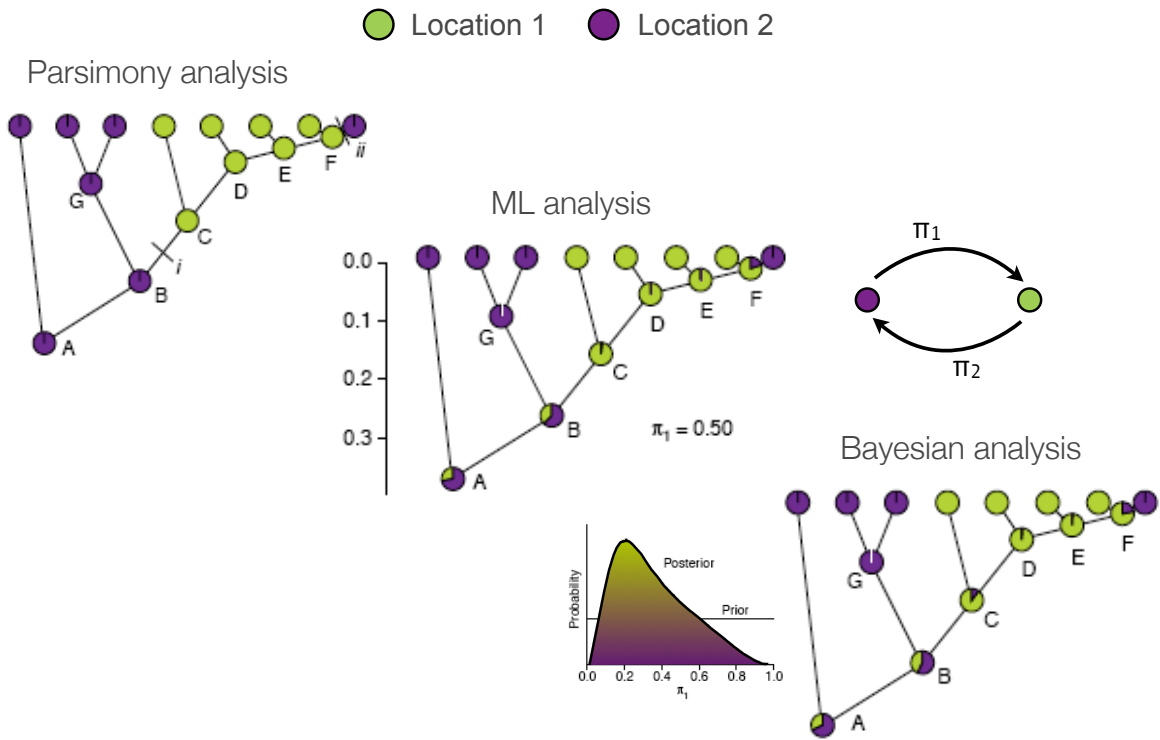 Location 1 Location 2
Parsimony analysis
G
D
E
F
ii
C
i
B
A
ML analysis
0.0
0.1
0.2
0.3
G
D
E
F
C
B
A
π₁ = 0.50
π₁
π₂
Bayesian analysis
Probability
Posterior
Prior
0.0 0.2 0.4 0.6 0.8 1.0
π₁
G
D
E
F
C
B
A